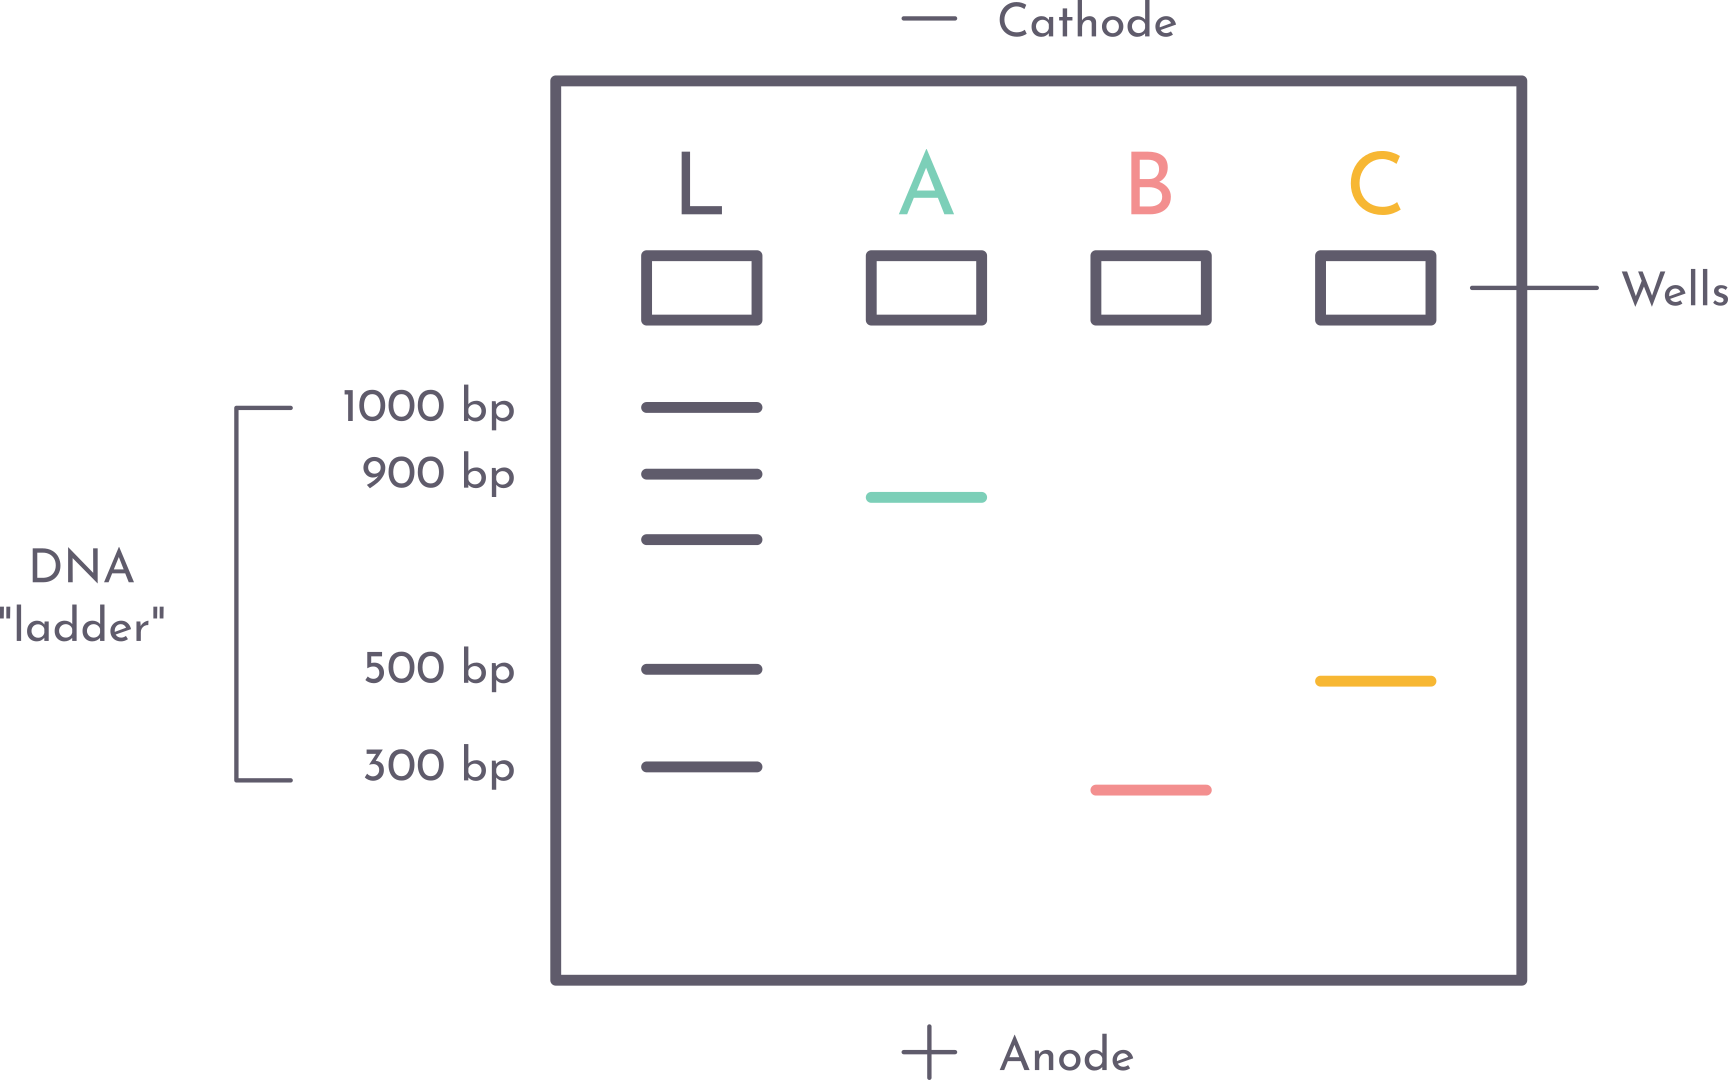 — Cathode
L A B C
Wells
1000 bp
900 bp
DNA
"ladder"
500 bp
300 bp
+ Anode